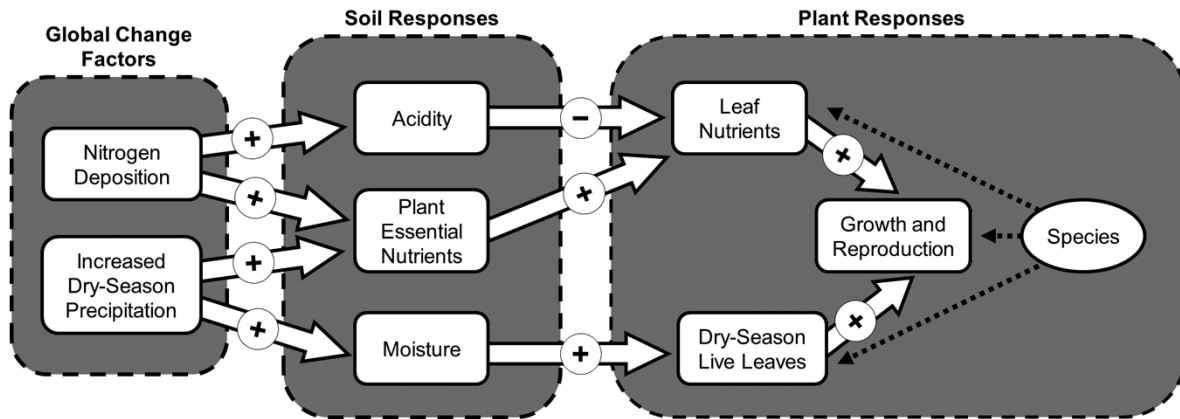 Global Change
Factors
Soil Responses
Plant Responses
Nitrogen
Deposition
Increased
Dry-Season
Precipitation
+
+
+
+
Acidity
Plant
Essential
Nutrients
Moisture
−
+
+
Leaf
Nutrients
+
Growth and
Reproduction
Species
+
Dry-Season
Live Leaves